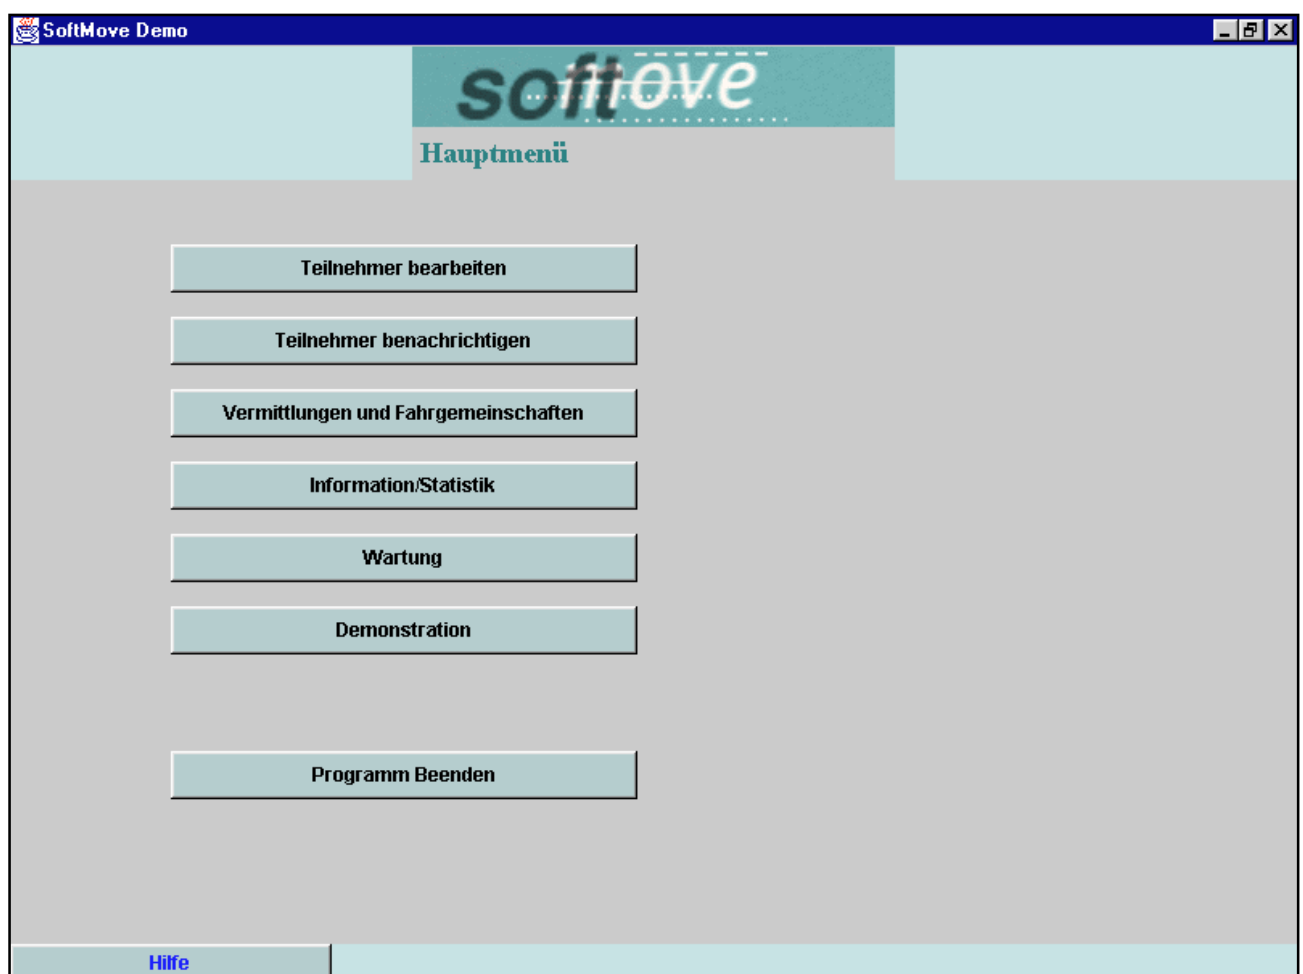 SoftMove Demo
softmove
Hauptmenü
Teilnehmer bearbeiten
Teilnehmer benachrichtigen
Vermittlungen und Fahrgemeinschaften
Information/Statistik
Wartung
Demonstration
Programm Beenden
Hilfe